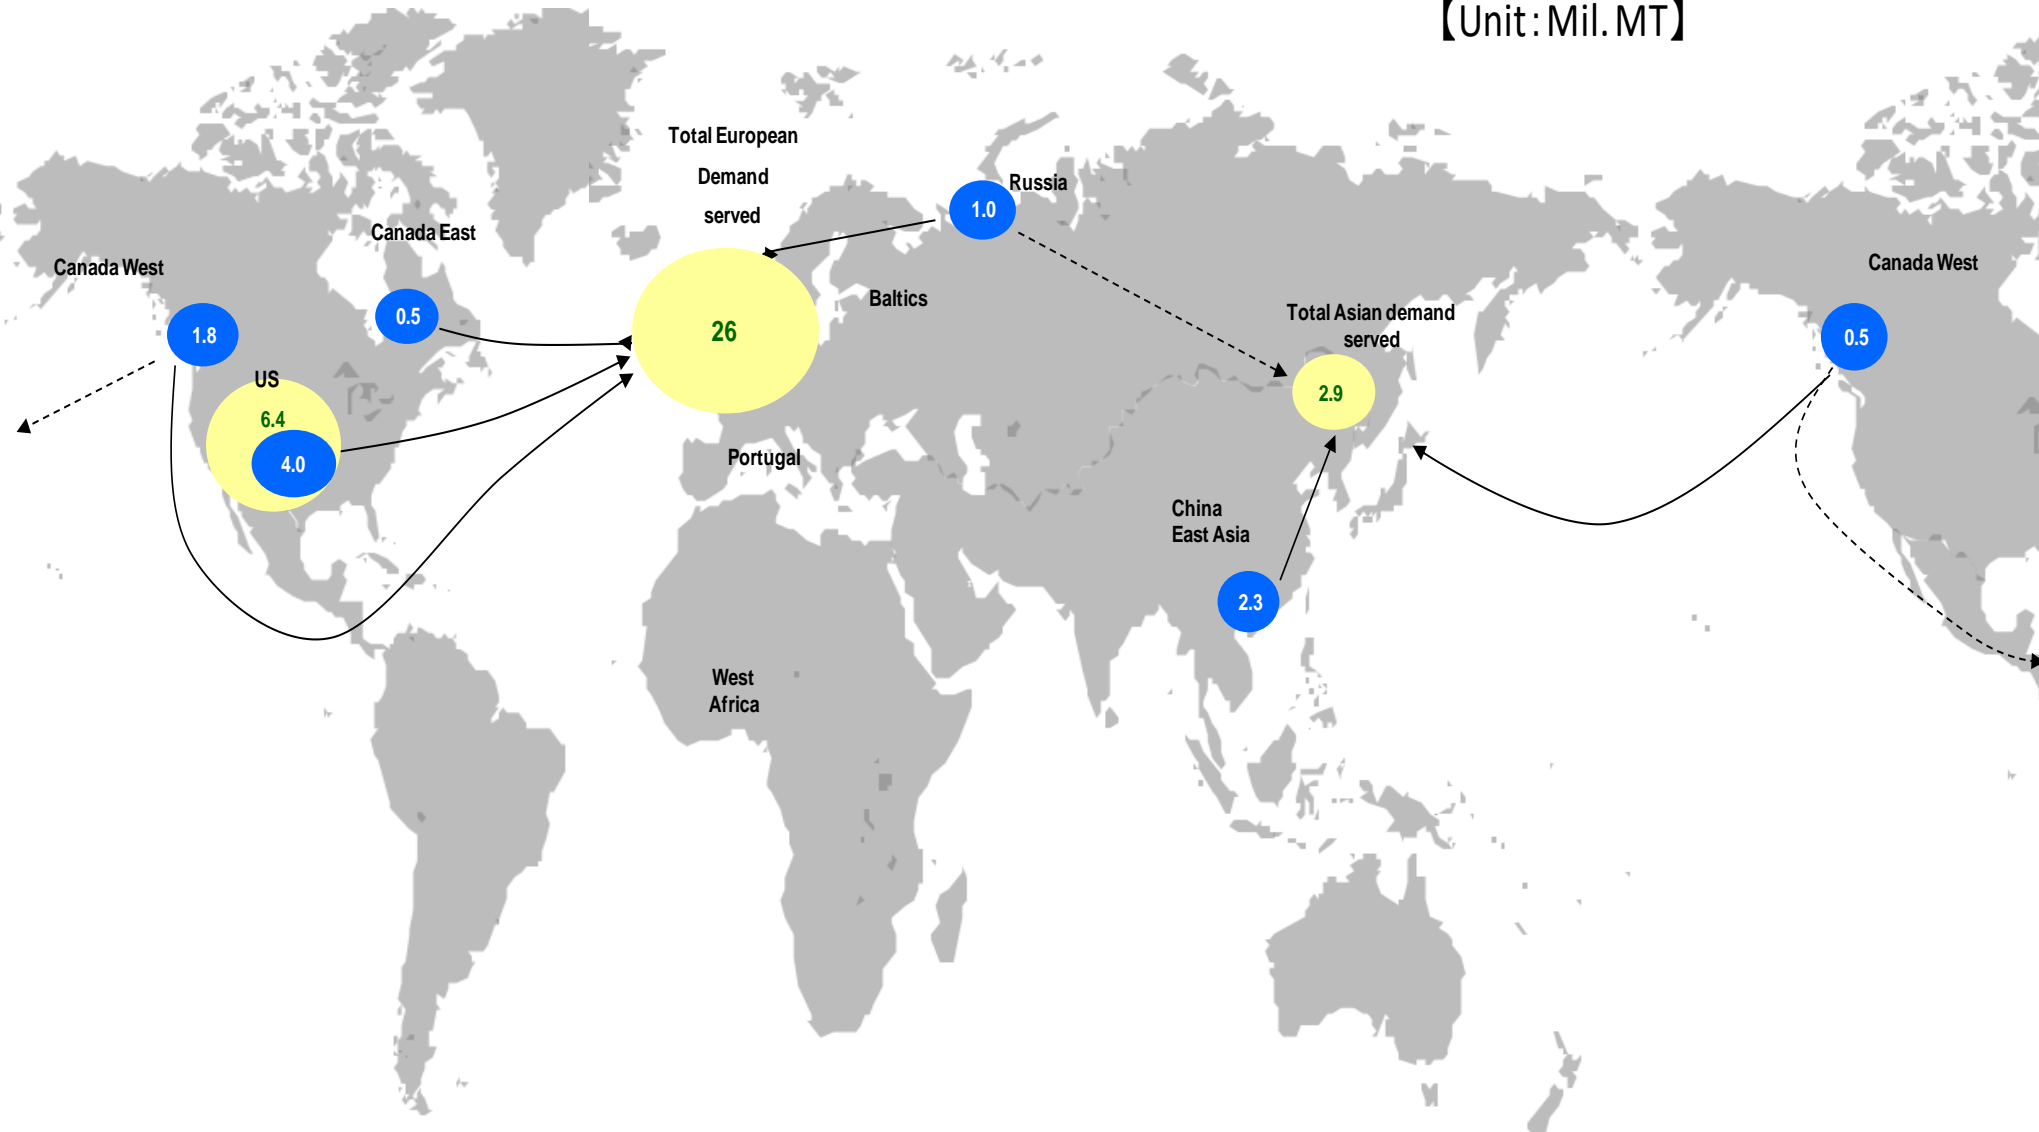 【Unit:Mil. MT】
Total European
Demand
served
Russia
1.0
Canada East
Canada West
Canada West
Baltics
Total Asian demand
served
0.5
1.8
26
0.5
US
6.4
2.9
4.0
Portugal
China
East Asia
2.3
West
Africa